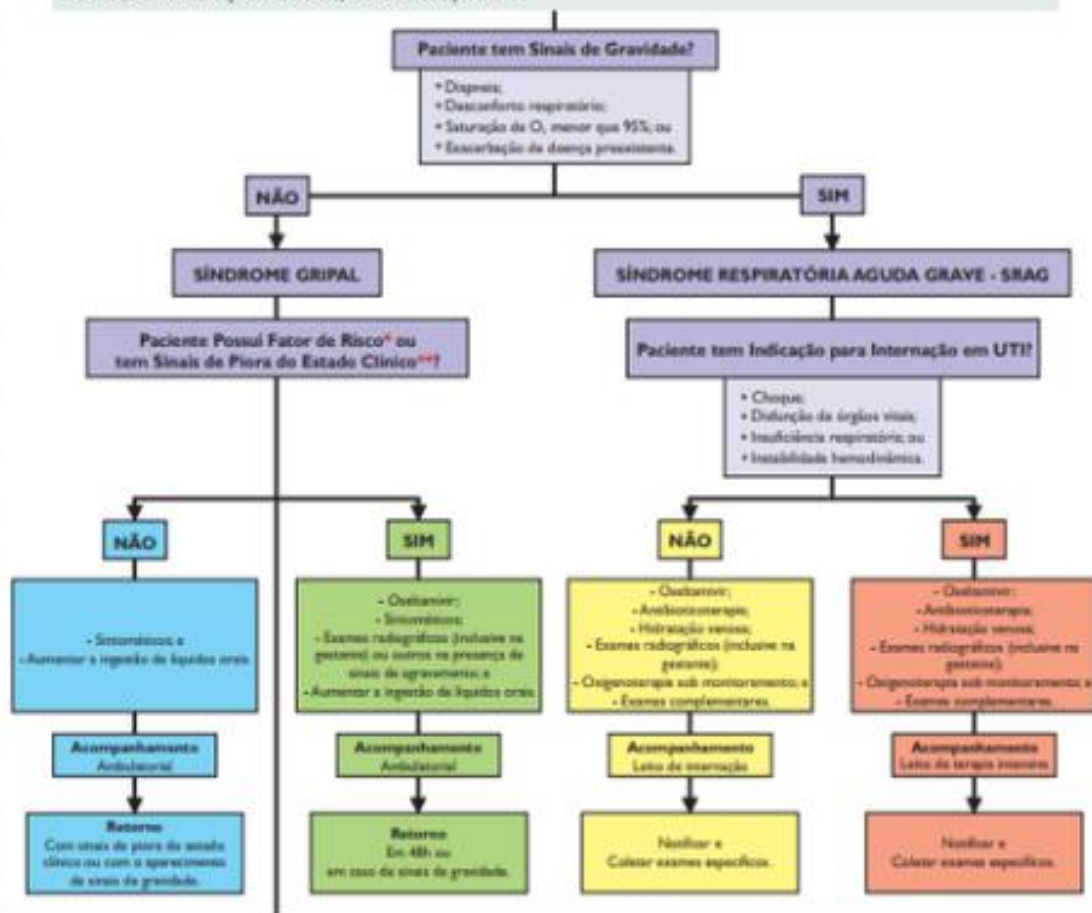 Paciente tem Sinais de Gravidade?
• Dispneia;
• Desconforto respiratório;
• Saturação de O₂ menor que 95%; ou
• Exacerbação de doença preexistente.
NÃO
SIM
SÍNDROME GRIPAL
SÍNDROME RESPIRATÓRIA AGUDA GRAVE - SRAG
Paciente Possui Fator de Risco* ou
tem Sinais de Piora do Estado Clínico**?
Paciente tem Indicação para Internação em UTI?
• Choque;
• Disfunção de órgãos vitais;
• Insuficiência respiratória; ou
• Instabilidade hemodinâmica.
NÃO
SIM
NÃO
SIM
- Sintomáticos; e
- Aumentar a ingestão de líquidos orais.
- Oseltamivir;
- Sintomáticos;
- Exames radiográficos (inclusive na
gestante) ou outros na presença de
sinais de agravamento; e
- Aumentar a ingestão de líquidos orais.
- Oseltamivir;
- Antibioticoterapia;
- Hidratação venosa;
- Exames radiográficos (inclusive na
gestante);
- Oxigenoterapia sob monitoramento; e
- Exames complementares.
- Oseltamivir;
- Antibioticoterapia;
- Hidratação venosa;
- Exames radiográficos (inclusive na
gestante);
- Oxigenoterapia sob monitoramento; e
- Exames complementares.
Acompanhamento
Ambulatorial
Acompanhamento
Ambulatorial
Acompanhamento
Leito de internação
Acompanhamento
Leito de terapia intensiva
Retorno
Com sinais de piora do estado
clínico ou com o aparecimento
de sinais de gravidade.
Retorno
Em 48h ou
em caso de sinais de gravidade.
Notificar e
Coletar exames específicos.
Notificar e
Coletar exames específicos.